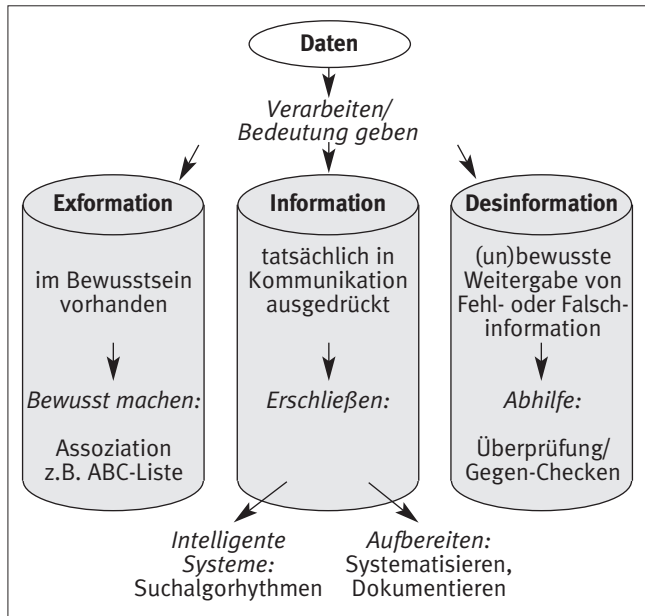 Daten
Verarbeiten/
Bedeutung geben
Exformation
im Bewusstsein
vorhanden
Bewusst machen:
Assoziation
z.B. ABC-Liste
Information
tatsächlich in
Kommunikation
ausgedrückt
Erschließen:
Desinformation
(un)bewusste
Weitergabe von
Fehl- oder Falsch-
information
Abhilfe:
Überprüfung/
Gegen-Checken
Intelligente
Systeme:
Suchalgorhythmen
Aufbereiten:
Systematisieren,
Dokumentieren